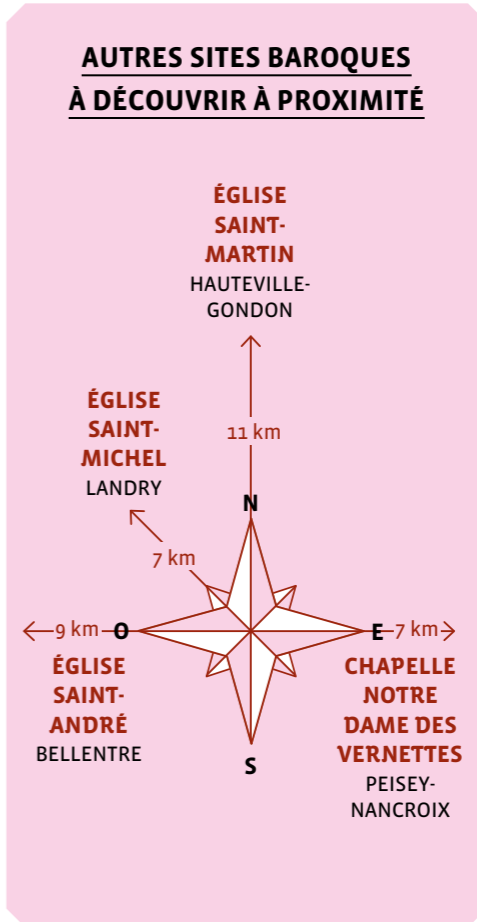 AUTRES SITES BAROQUES
À DÉCOUVRIR À PROXIMITÉ
ÉGLISE
SAINT-
MARTIN
HAUTEVILLE-
GONDON
11 km
ÉGLISE
SAINT-
MICHEL
LANDRY
7 km
N
9 km
O
E
7 km
ÉGLISE
SAINT-
ANDRÉ
BELLENTRE
CHAPELLE
NOTRE
DAME DES
VERNETTES
PEISEY-
NANCROIX
S